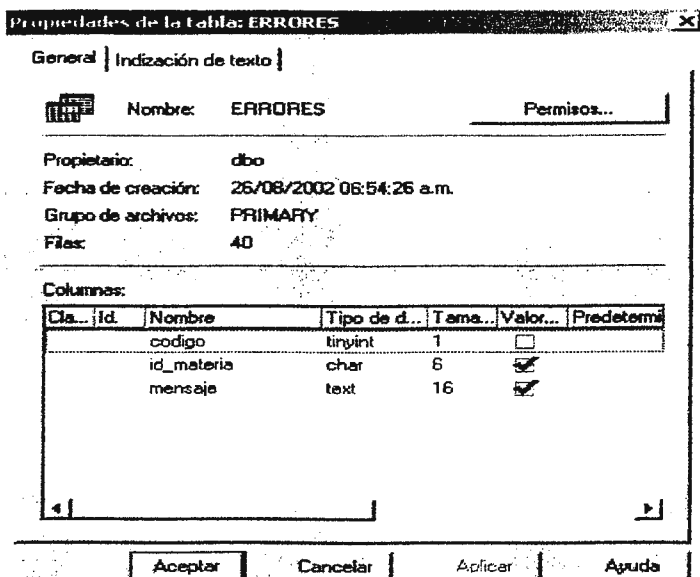 Propiedades de la tabla: ERRORES
General Indización de texto
Nombre: ERRORES Permisos...
Propietario: dbo
Fecha de creación: 26/08/2002 06:54:26 a.m.
Grupo de archivos: PRIMARY
Filas: 40
Columnas:
Cla... Id. Nombre Tipo de d... Tama... Valor... Predetermi
codigo tinyint 1
id_materia char 6
mensaje text 16
Aceptar Cancelar Aplicar Ayuda